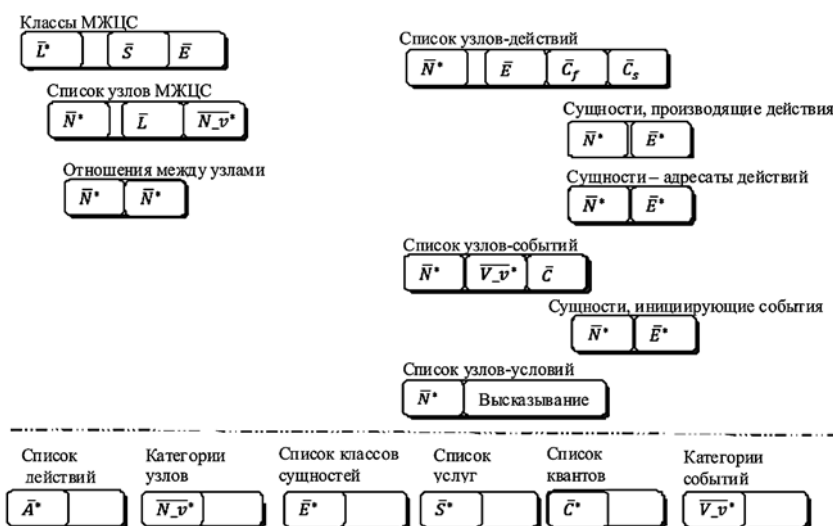 Классы МЖЦС
L̄* S̄ Ē
Список узлов МЖЦС
N̄* L̄ N_v̅*
Отношения между узлами
N̄* N̄*
Список узлов-действий
N̄* Ē C̄f C̄s
Сущности, производящие действия
N̄* Ē*
Сущности – адресаты действий
N̄* Ē*
Список узлов-событий
N̄* V_v̅* C̄
Сущности, инициирующие события
N̄* Ē*
Список узлов-условий
N̄* Высказывание
Список действий
Ā*
Категории узлов
N_v̅*
Список классов сущностей
Ē*
Список услуг
S̄*
Список квантов
C̄*
Категории событий
V_v̅*